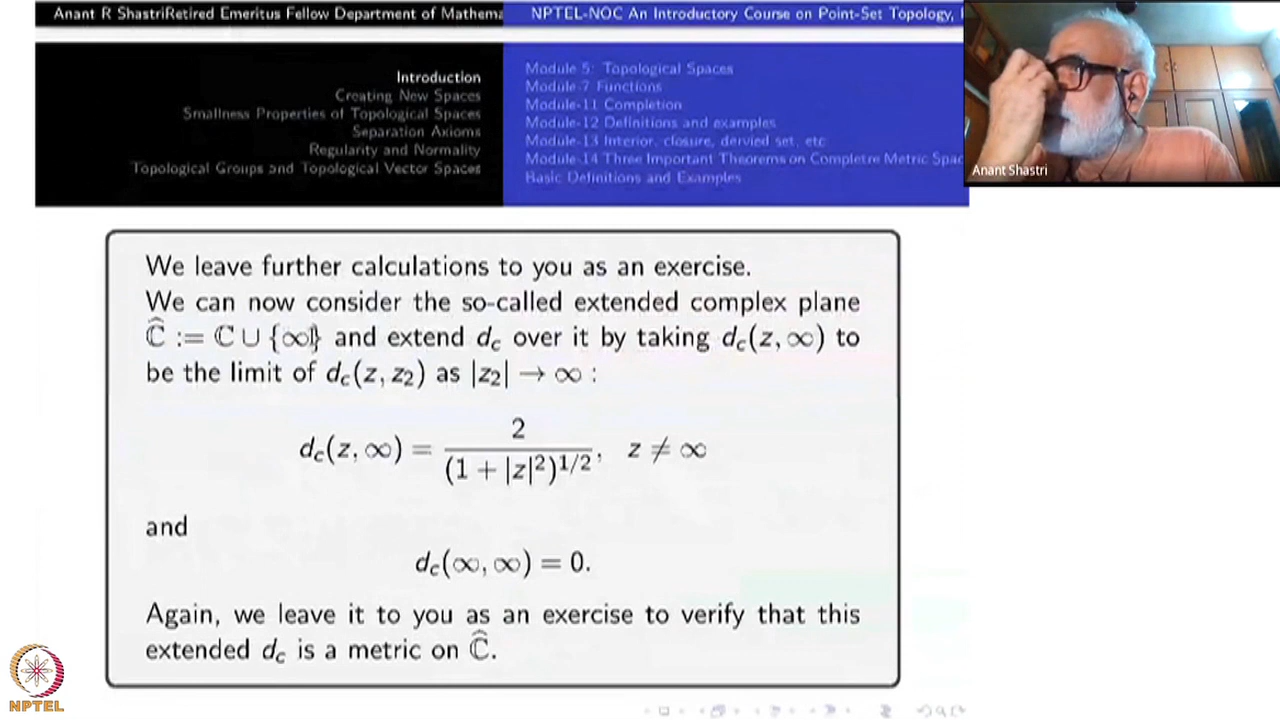 Anant R ShastriRetired Emeritus Fellow Department of Mathema
NPTEL-NOC An Introductory Course on Point-Set Topology,
Introduction
Creating New Spaces
Smallness Properties of Topological Spaces
Separation Axioms
Regularity and Normality
Topological Groups and Topological Vector Spaces
Module 5: Topological Spaces
Module-7 Functions
Module-11 Completion
Module-12 Definitions and examples
Module-13 Interior, closure, dervied set, etc
Module-14 Three Important Theorems on Complete Metric Spac
Basic Definitions and Examples
Anant Shastri
We leave further calculations to you as an exercise.
We can now consider the so-called extended complex plane
Ĉ := ℂ ∪ {∞} and extend d_c over it by taking d_c(z, ∞) to
be the limit of d_c(z, z₂) as |z₂| → ∞ :
d_c(z, ∞) = 2 / (1 + |z|²)^{1/2}, z ≠ ∞
and
d_c(∞, ∞) = 0.
Again, we leave it to you as an exercise to verify that this
extended d_c is a metric on Ĉ.
NPTEL